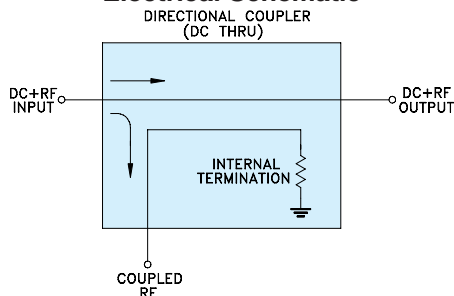 Electrical Schematic
DIRECTIONAL COUPLER
(DC THRU)
DC+RF
INPUT
DC+RF
OUTPUT
INTERNAL
TERMINATION
COUPLED
RF